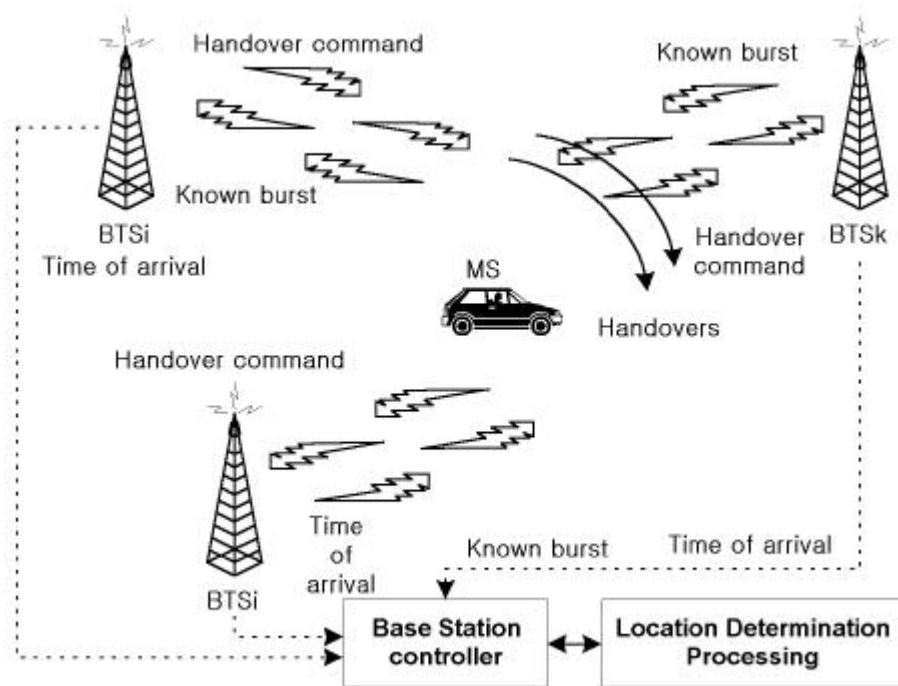 Handover command
Known burst
Known burst
BTSi
Time of arrival
BTSk
Handover
command
MS
Handovers
Handover command
Time
of
arrival
BTSi
Known burst
Time of arrival
Base Station
controller
Location Determination
Processing